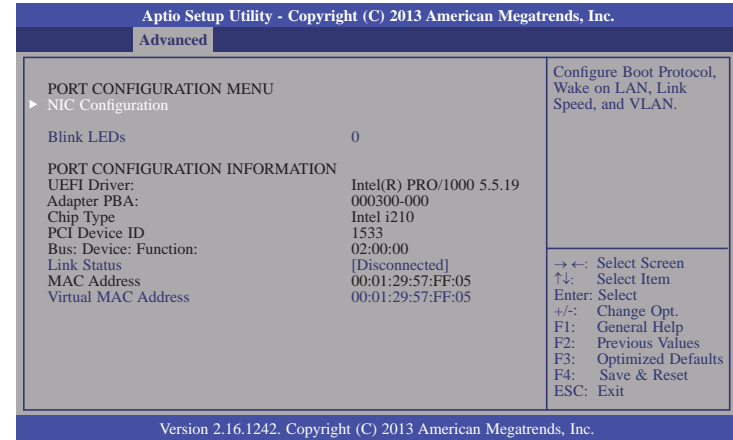 Aptio Setup Utility - Copyright (C) 2013 American Megatrends, Inc.
Advanced
PORT CONFIGURATION MENU
► NIC Configuration
Blink LEDs 0
PORT CONFIGURATION INFORMATION
UEFI Driver: Intel(R) PRO/1000 5.5.19
Adapter PBA: 000300-000
Chip Type Intel i210
PCI Device ID 1533
Bus: Device: Function: 02:00:00
Link Status [Disconnected]
MAC Address 00:01:29:57:FF:05
Virtual MAC Address 00:01:29:57:FF:05
Configure Boot Protocol,
Wake on LAN, Link
Speed, and VLAN.
→←: Select Screen
↑↓: Select Item
Enter: Select
+/-: Change Opt.
F1: General Help
F2: Previous Values
F3: Optimized Defaults
F4: Save & Reset
ESC: Exit
Version 2.16.1242. Copyright (C) 2013 American Megatrends, Inc.